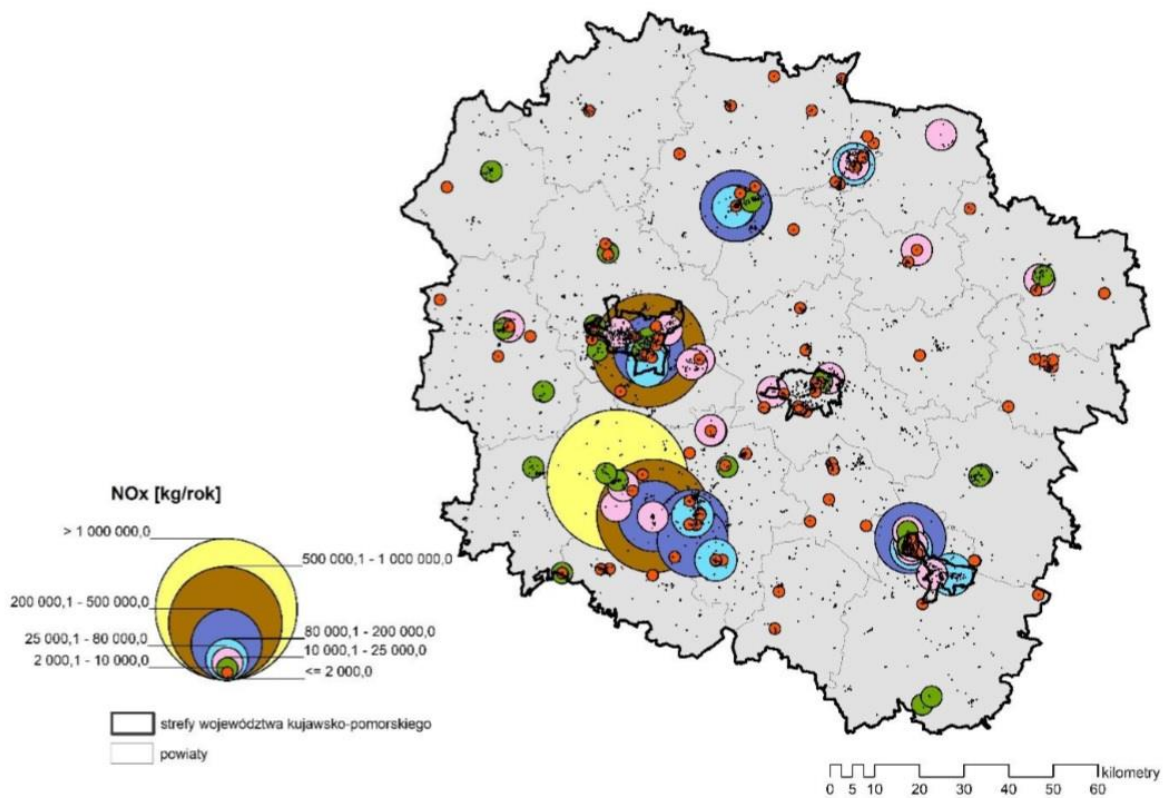 NOx [kg/rok]
> 1 000 000,0
500 000,1 - 1 000 000,0
200 000,1 - 500 000,0
80 000,1 - 200 000,0
25 000,1 - 80 000,0
10 000,1 - 25 000,0
2 000,1 - 10 000,0
<= 2 000,0
strefy województwa kujawsko-pomorskiego
powiaty
kilometry
0 5 10 20 30 40 50 60